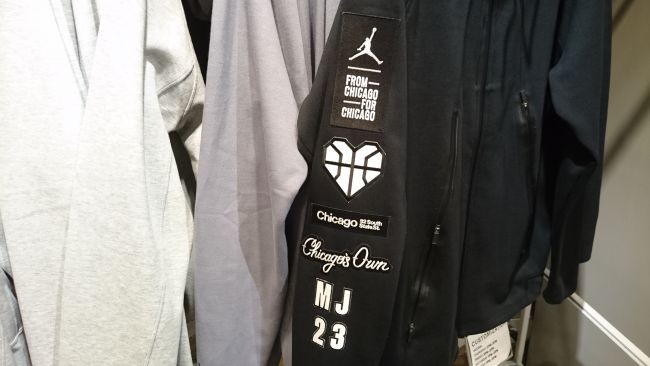 FROM—
CHICAGO
—FOR
CHICAGO
Chicago 32 South
State St.
Chicago's Own
MJ
23